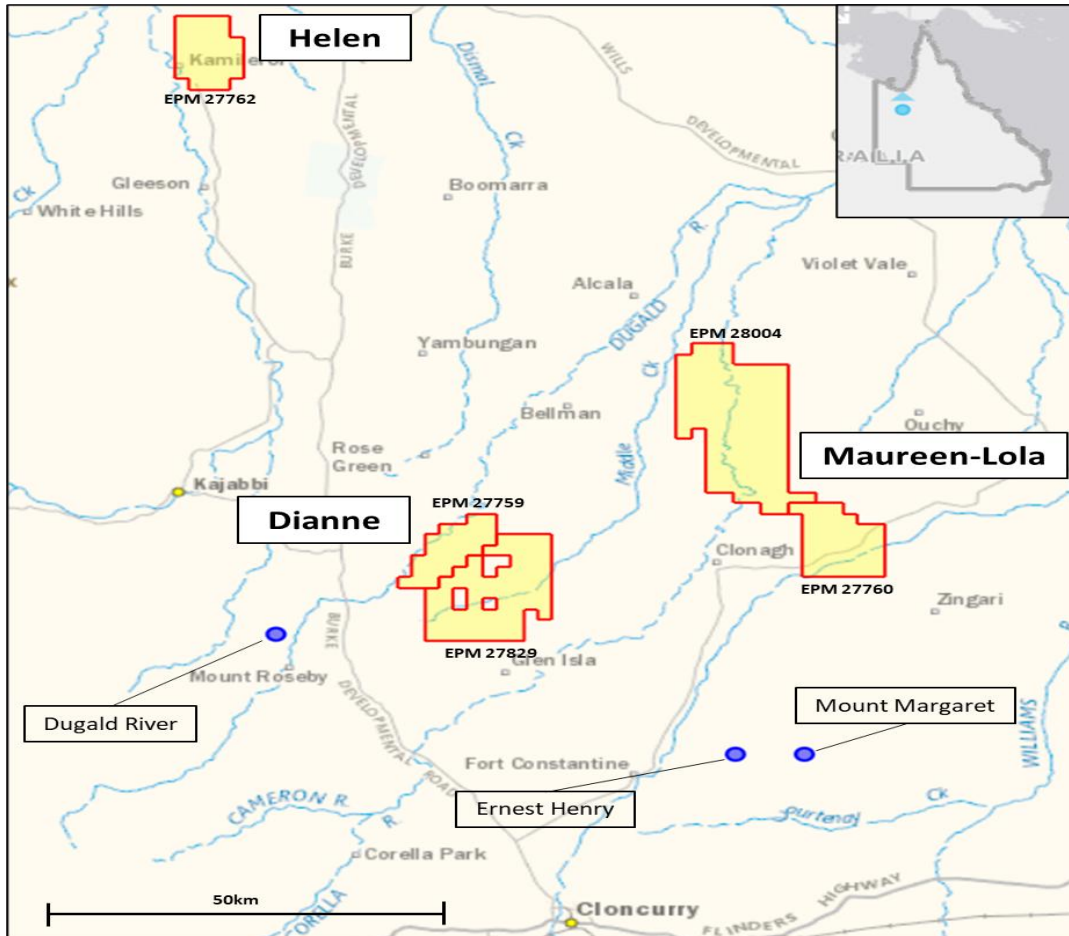 Helen
Kamileroi
EPM 27762
Dismal
Ck
WILLS
DEVELOPMENTAL
DEVELOPMENTAL
BURKE
Gleeson
Boomarra
Ck
White Hills
R.
Violet Vale
Alcala
DUGALD
EPM 28004
Ck
Yambungan
Bellman
Ouchy
Middle
Rose
Green
Maureen-Lola
Kajabbi
EPM 27759
Dianne
Clonagh
EPM 27760
Zingari
BURKE
EPM 27829
Glen Isla
Mount Roseby
Dugald River
Mount Margaret
WILLIAMS
R
DEVELOPMENTAL
ROAD
Fort Constantine
Ernest Henry
CAMERON R.
R.
Ck
Corella Park
50km
Cloncurry
FLINDERS
HIGHWAY